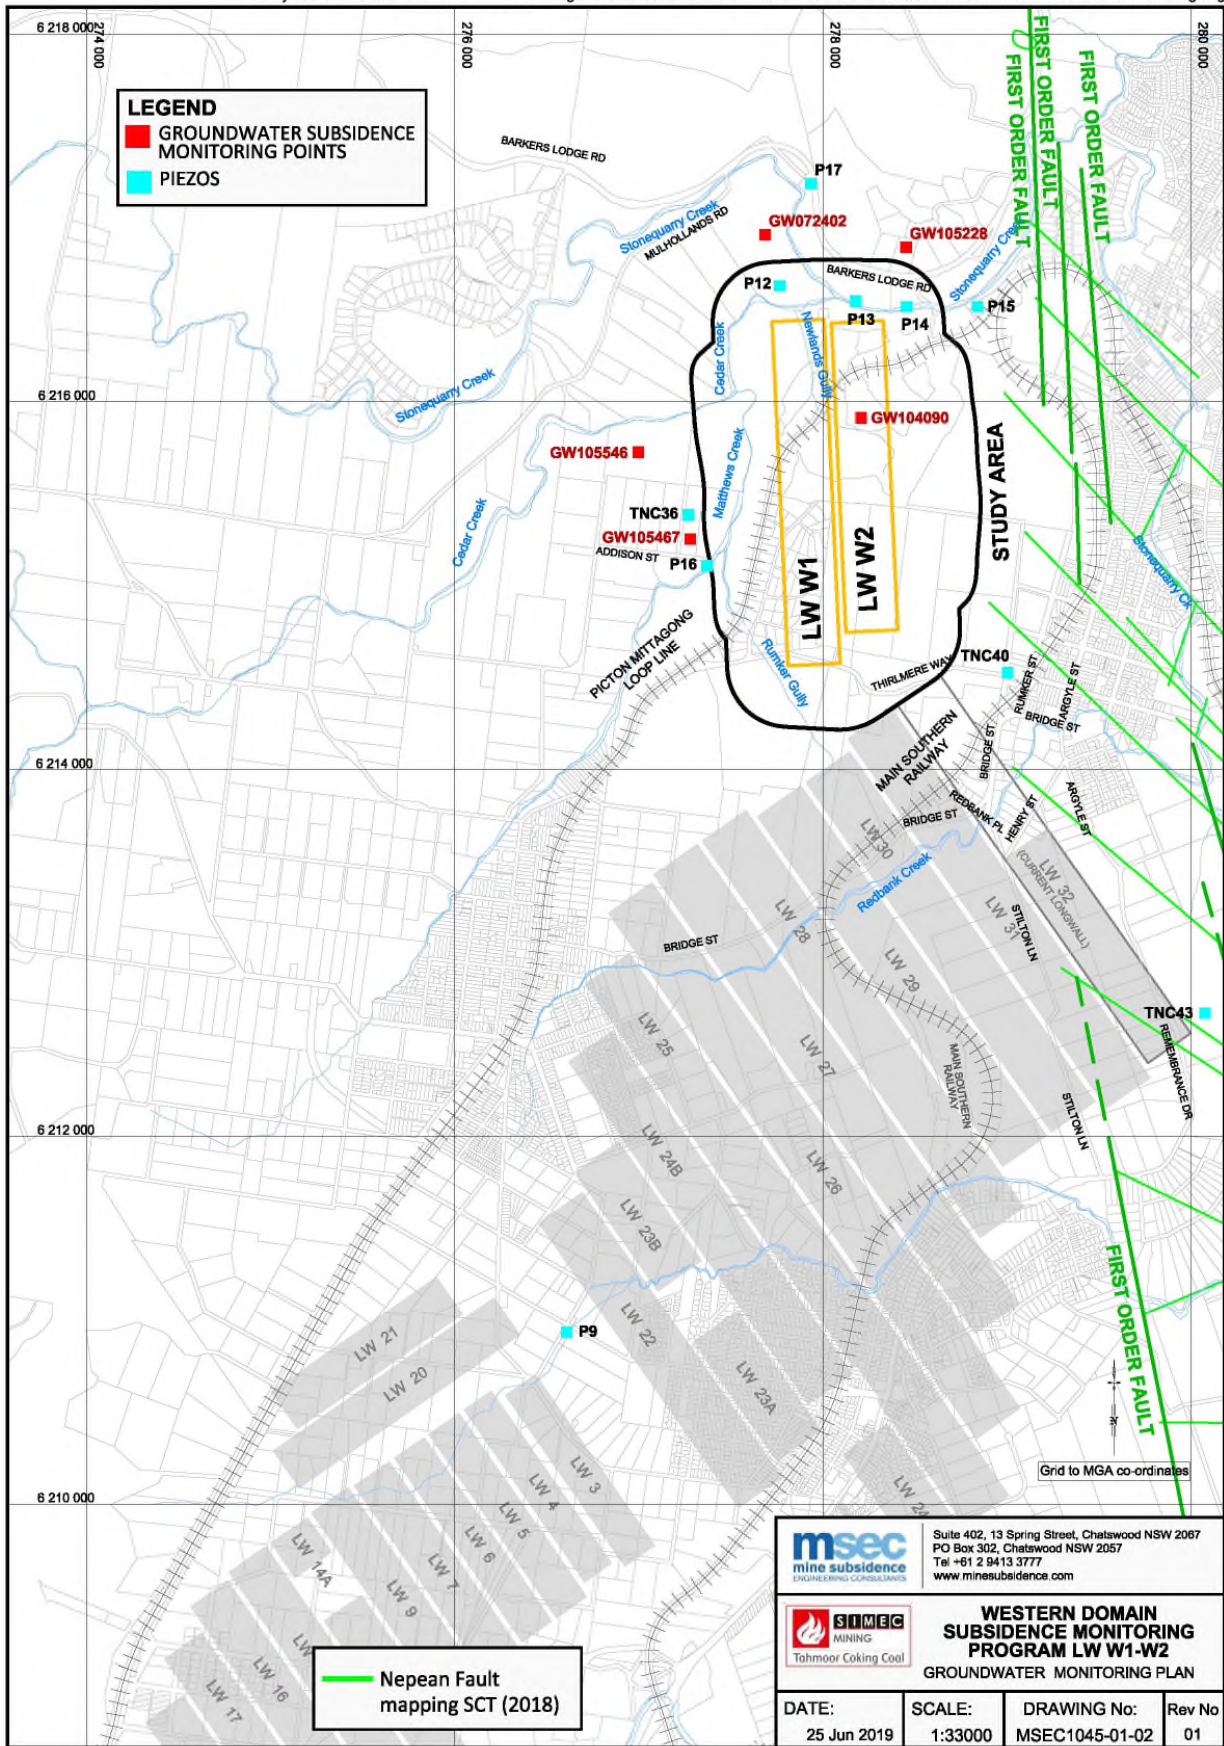 6 218 000
274 000
276 000
278 000
280 000
LEGEND
GROUNDWATER SUBSIDENCE
MONITORING POINTS
PIEZOS
FIRST ORDER FAULT
FIRST ORDER FAULT
FIRST ORDER FAULT
BARKERS LODGE RD
P17
Stonequarry Creek
MULHOLLANDS RD
GW072402
GW105228
Stonequarry Creek
P12
BARKERS LODGE RD
P13
P14
P15
Cedar Creek
Newlands Gully
6 216 000
Stonequarry Creek
GW104090
GW105546
Matthews Creek
STUDY AREA
TNC36
Cedar Creek
GW105467
ADDISON ST
P16
LW W1
LW W2
Stonequarry Ck
PICTON MITTAGONG
LOOP LINE
Rumker Gully
THIRLMERE WAY
TNC40
RUMKER ST
ARGYLE ST
BRIDGE ST
MAIN SOUTHERN
RAILWAY
BRIDGE ST
6 214 000
REDBANK PL
HENRY ST
ARGYLE ST
BRIDGE ST
LW 30
Redbank Creek
LW 32
(CURRENT LONGWALL)
LW 31
STILTON LN
LW 28
BRIDGE ST
LW 29
TNC43
REMEMBRANCE DR
LW 25
LW 27
MAIN SOUTHERN
RAILWAY
STILTON LN
6 212 000
LW 24B
LW 26
LW 23B
FIRST ORDER FAULT
LW 22
P9
LW 21
LW 20
LW 23A
N
Grid to MGA co-ordinates
LW 3
LW 4
LW 5
LW 6
LW 7
6 210 000
LW 24
LW 14A
LW 9
LW 16
LW 17
Nepean Fault
mapping SCT (2018)
msec
mine subsidence
ENGINEERING CONSULTANTS
Suite 402, 13 Spring Street, Chatswood NSW 2067
PO Box 302, Chatswood NSW 2057
Tel +61 2 9413 3777
www.minesubsidence.com
SIMEC
MINING
Tahmoor Coking Coal
WESTERN DOMAIN
SUBSIDENCE MONITORING
PROGRAM LW W1-W2
GROUNDWATER MONITORING PLAN
DATE:
25 Jun 2019
SCALE:
1:33000
DRAWING No:
MSEC1045-01-02
Rev No
01